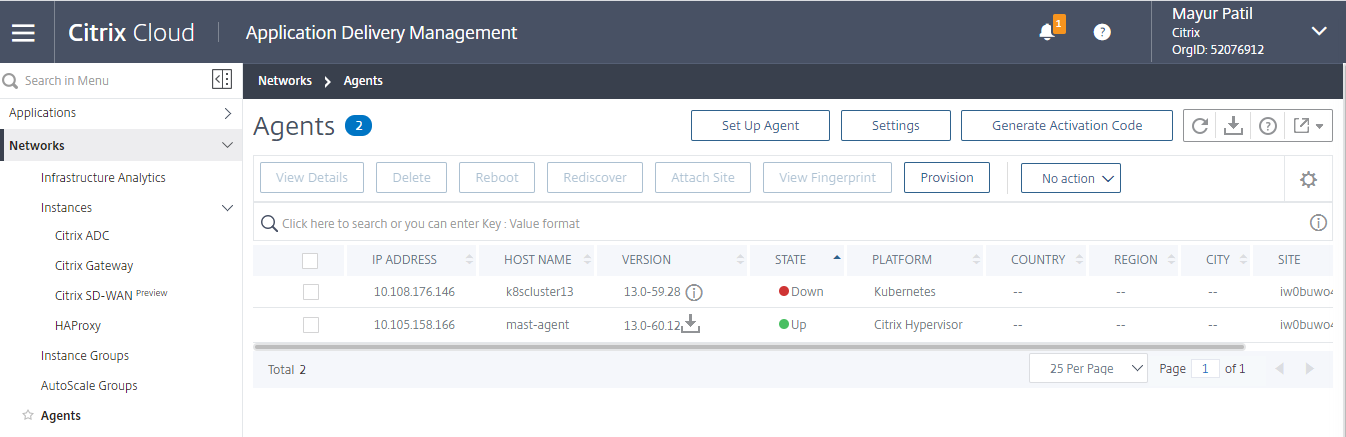 Citrix Cloud
Application Delivery Management
1
?
Mayur Patil
Citrix
OrgID: 52076912
Search in Menu
Applications
Networks
Infrastructure Analytics
Instances
Citrix ADC
Citrix Gateway
Citrix SD-WAN Preview
HAProxy
Instance Groups
AutoScale Groups
Agents
Networks > Agents
Agents 2
Set Up Agent
Settings
Generate Activation Code
?
View Details
Delete
Reboot
Rediscover
Attach Site
View Fingerprint
Provision
No action
Click here to search or you can enter Key : Value format
IP ADDRESS HOST NAME VERSION STATE PLATFORM COUNTRY REGION CITY SITE
10.108.176.146 k8scluster13 13.0-59.28 Down Kubernetes -- -- -- iw0buwo4
10.105.158.166 mast-agent 13.0-60.12 Up Citrix Hypervisor -- -- -- iw0buwo4
Total 2
25 Per Page
Page 1 of 1